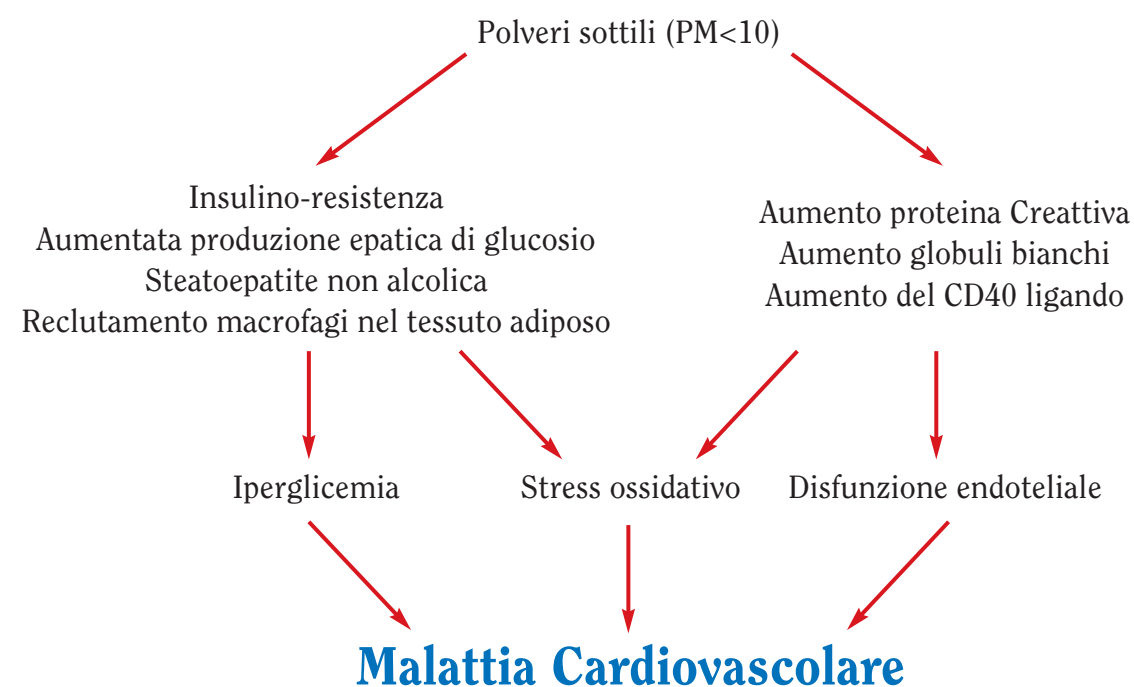 Polveri sottili (PM<10)
Insulino-resistenza
Aumentata produzione epatica di glucosio
Steatoepatite non alcolica
Reclutamento macrofagi nel tessuto adiposo
Aumento proteina Creattiva
Aumento globuli bianchi
Aumento del CD40 ligando
Iperglicemia
Stress ossidativo
Disfunzione endoteliale
Malattia Cardiovascolare